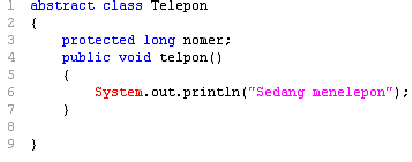 1 abstract class Telepon
2 {
3 protected long nomer;
4 public void telpon()
5 {
6 System.out.println("Sedang menelepon");
7 }
8
9 }